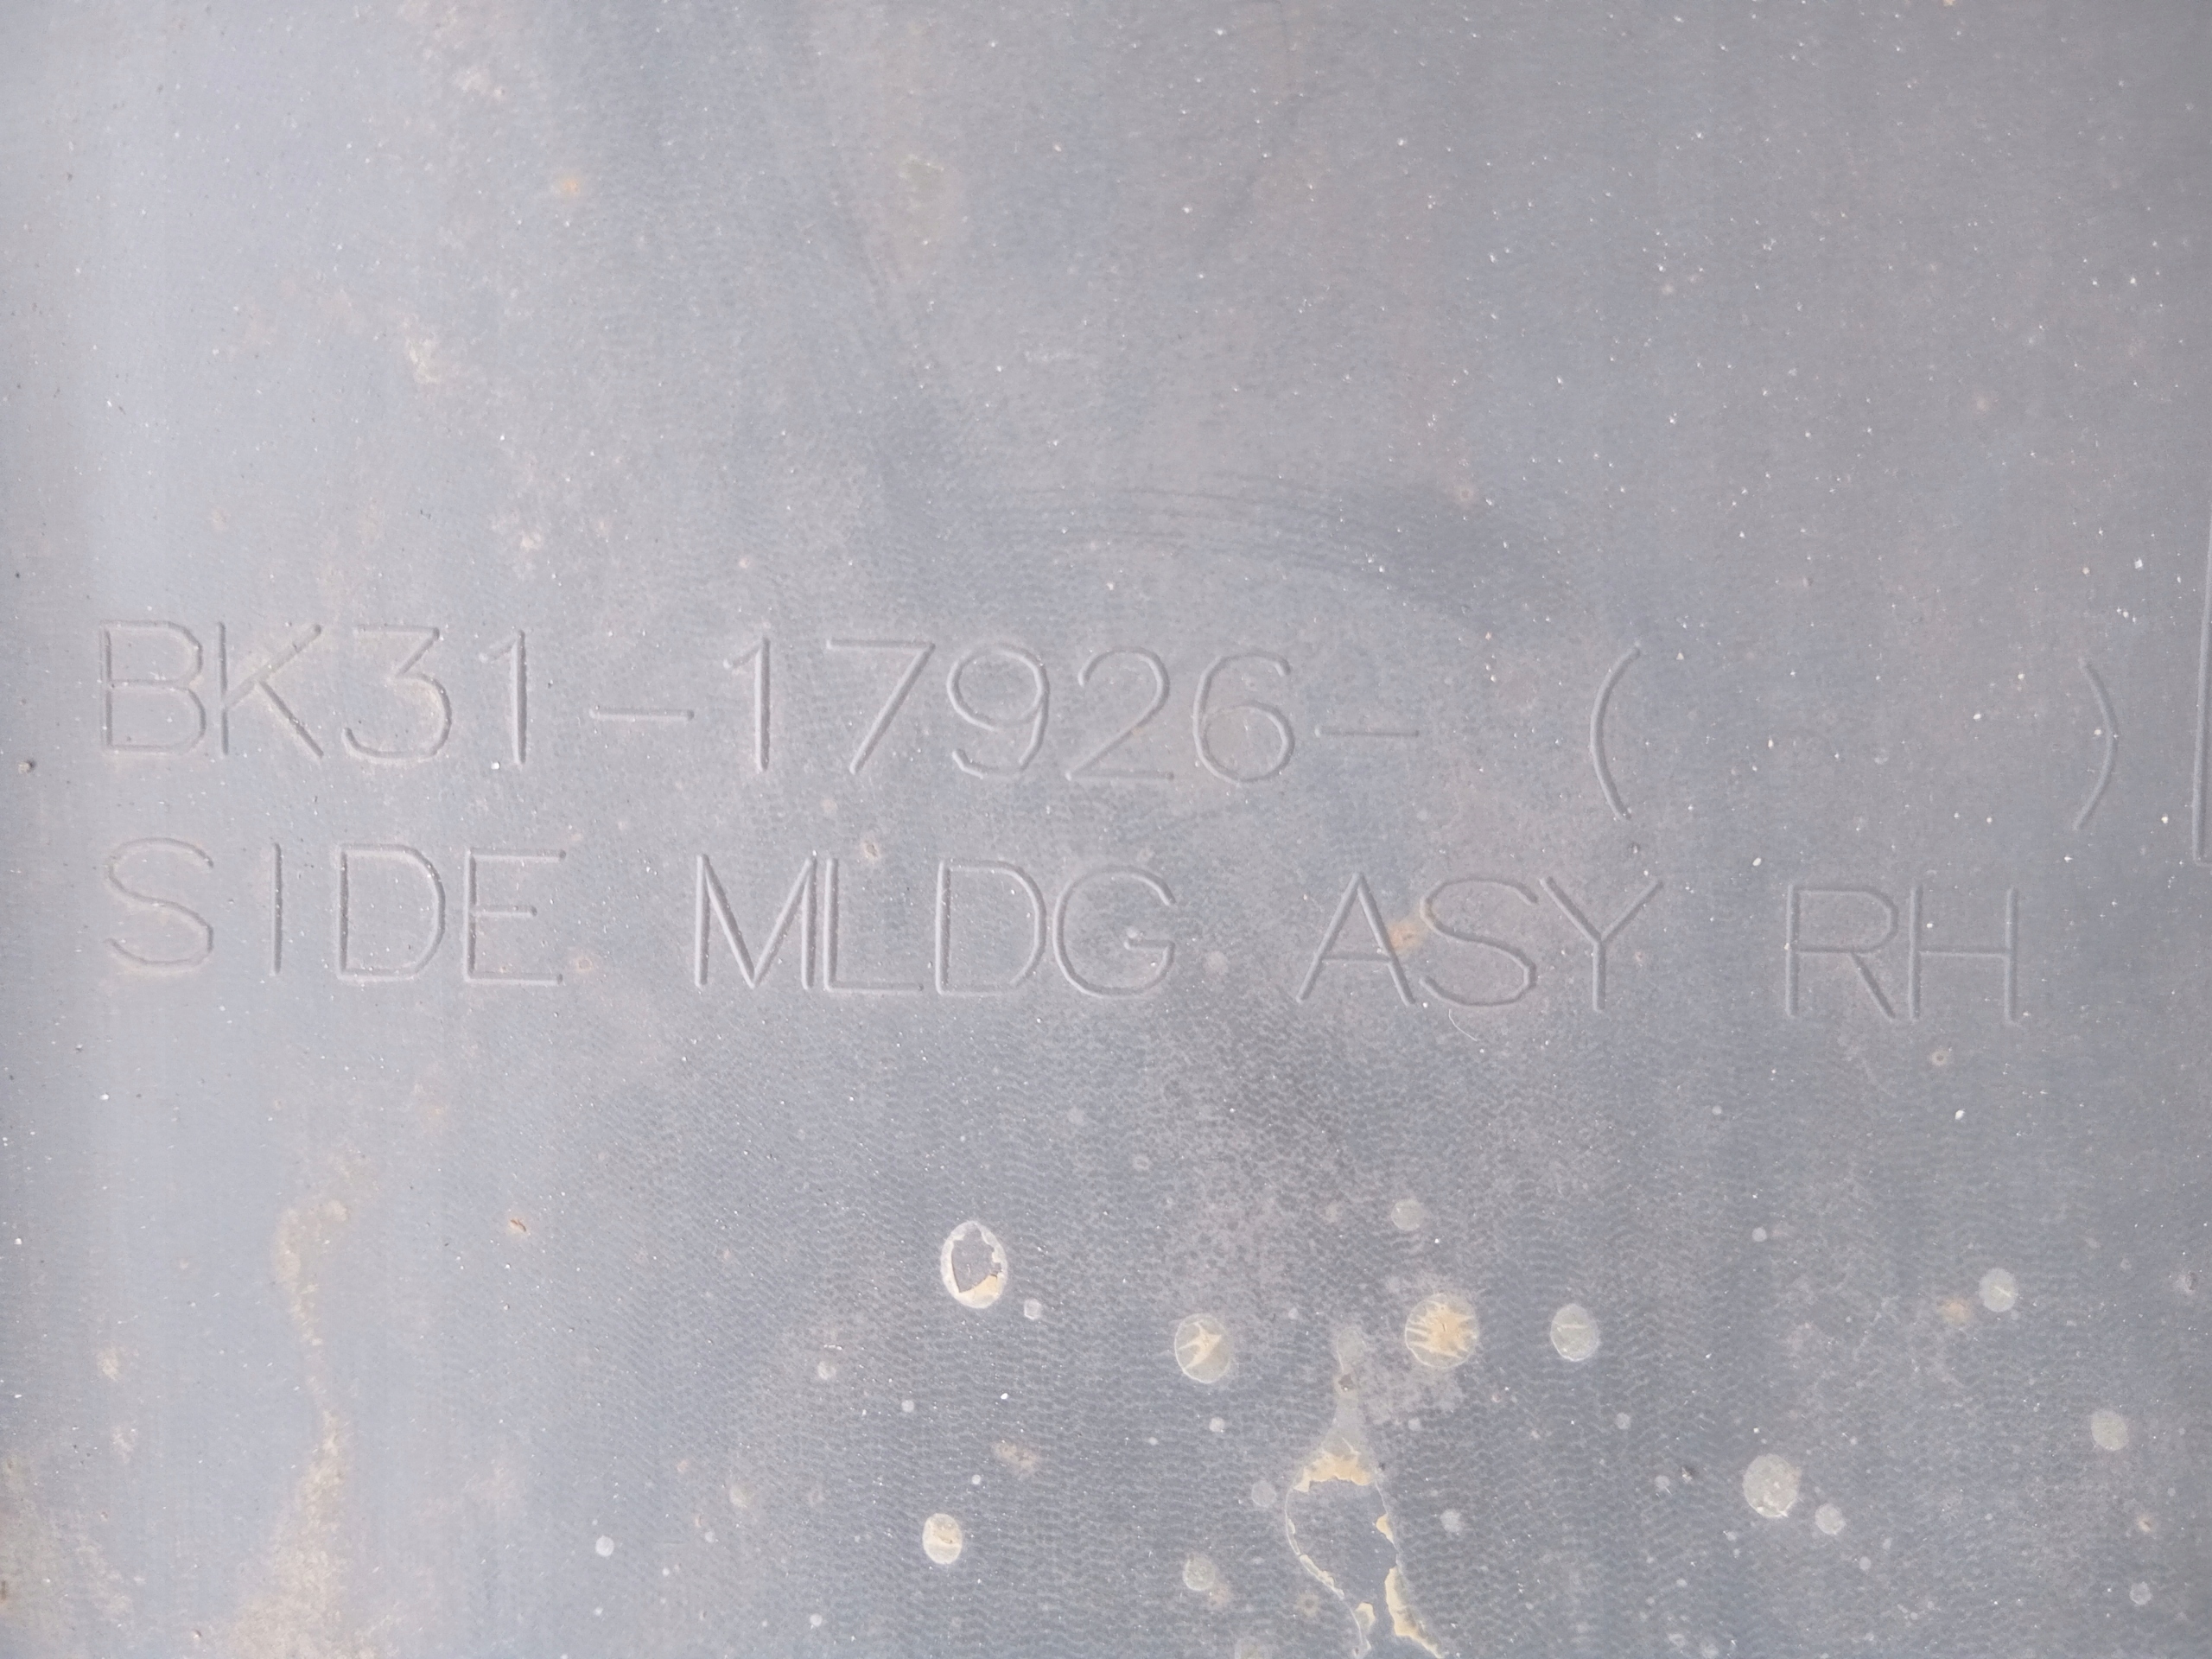 BK31-17926- ( )
SIDE MLDG ASY RH